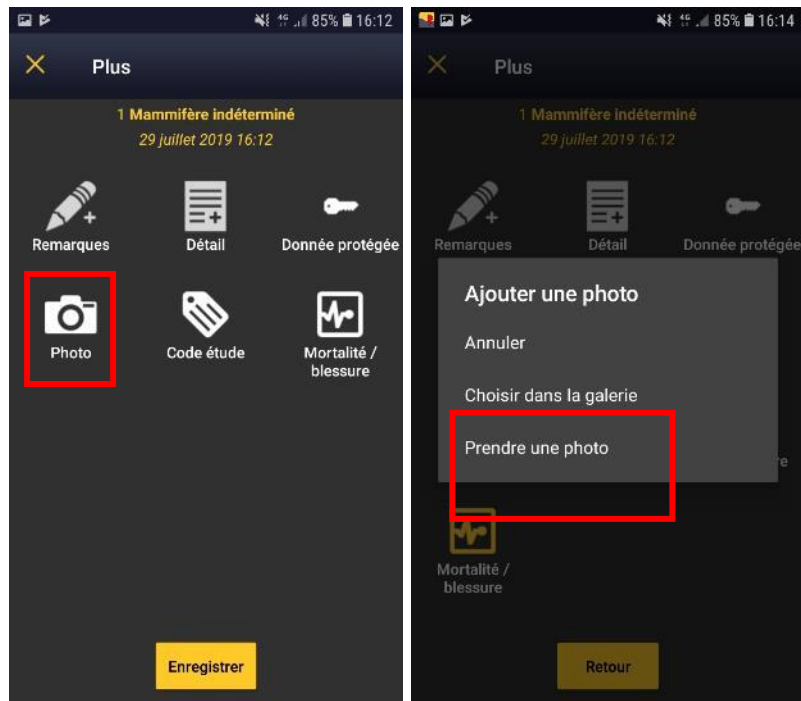 85% 16:12
Plus
1 Mammifère indéterminé
29 juillet 2019 16:12
Remarques
Détail
Donnée protégée
Photo
Code étude
Mortalité /
blessure
Enregistrer
85% 16:14
Plus
1 Mammifère indéterminé
29 juillet 2019 16:12
Remarques
Détail
Donnée protégée
Ajouter une photo
Annuler
Choisir dans la galerie
Prendre une photo
Mortalité /
blessure
Retour